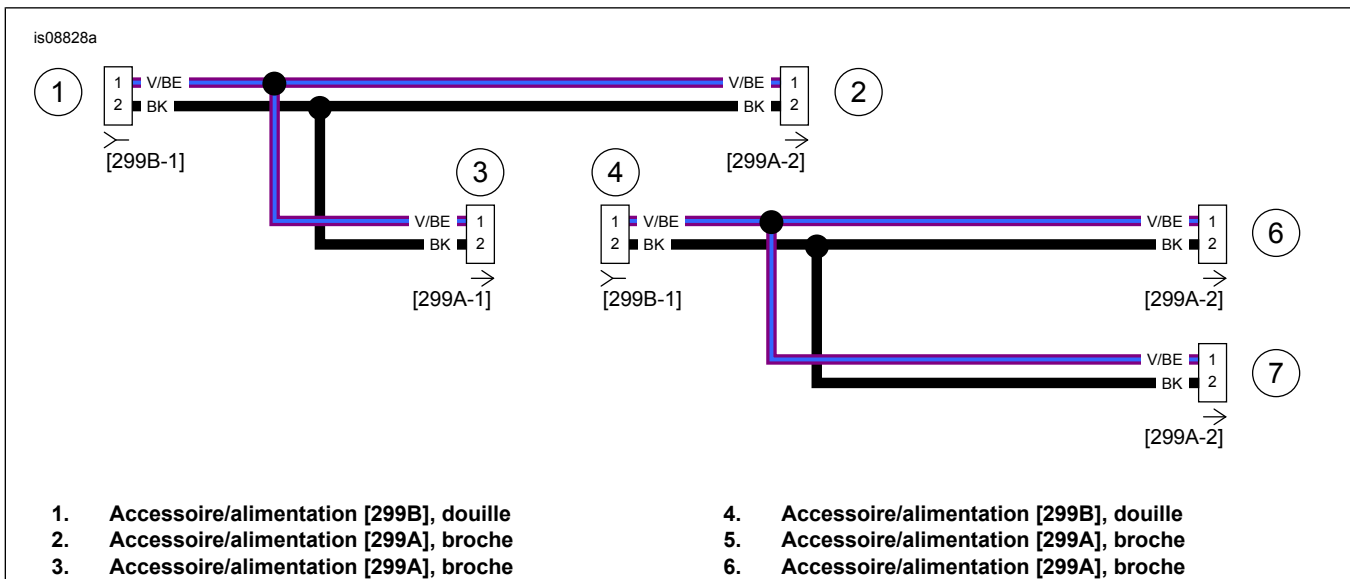 is08828a
1
1 V/BE
2 BK
[299B-1]
V/BE 1
BK 2
2
[299A-2]
3
V/BE 1
BK 2
[299A-1]
4
1 V/BE
2 BK
[299B-1]
V/BE 1
BK 2
6
[299A-2]
V/BE 1
BK 2
7
[299A-2]
1. Accessoire/alimentation [299B], douille
2. Accessoire/alimentation [299A], broche
3. Accessoire/alimentation [299A], broche
4. Accessoire/alimentation [299B], douille
5. Accessoire/alimentation [299A], broche
6. Accessoire/alimentation [299A], broche